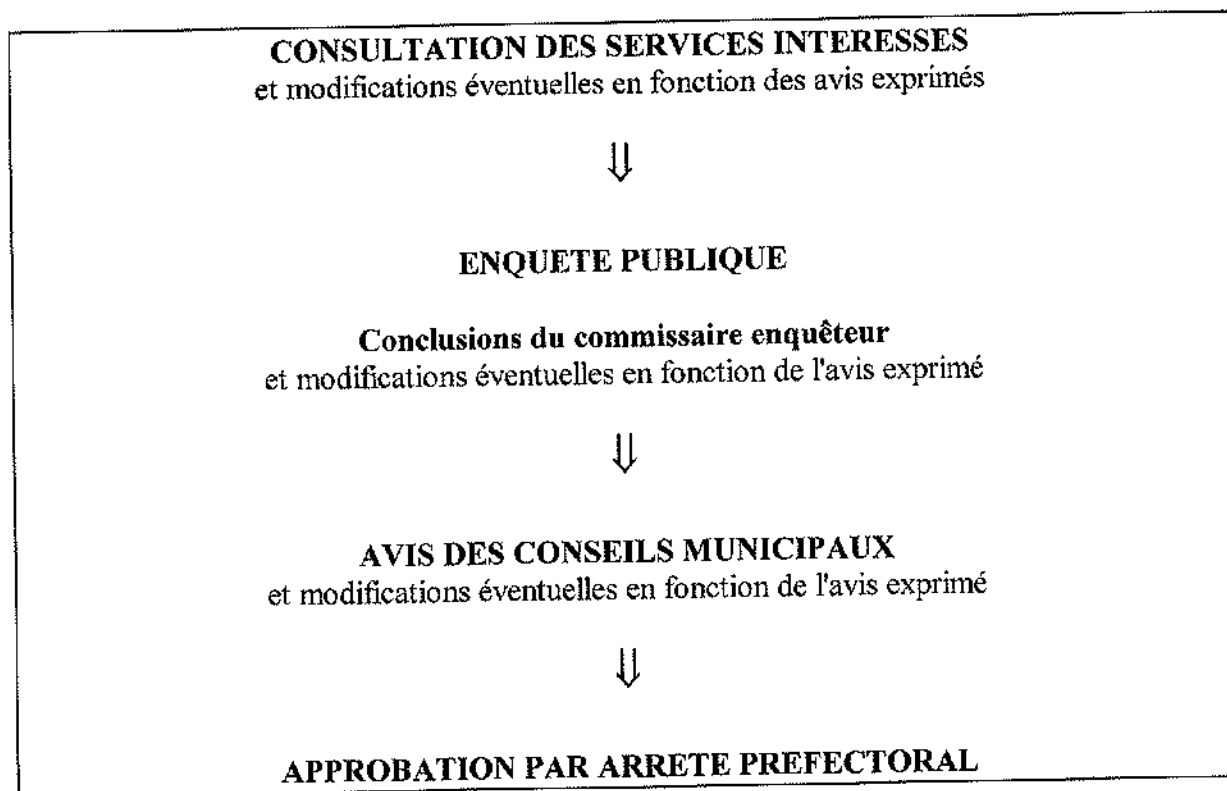 CONSULTATION DES SERVICES INTERESSES
et modifications éventuelles en fonction des avis exprimés
⇓
ENQUETE PUBLIQUE
Conclusions du commissaire enquêteur
et modifications éventuelles en fonction de l'avis exprimé
⇓
AVIS DES CONSEILS MUNICIPAUX
et modifications éventuelles en fonction de l'avis exprimé
⇓
APPROBATION PAR ARRETE PREFECTORAL